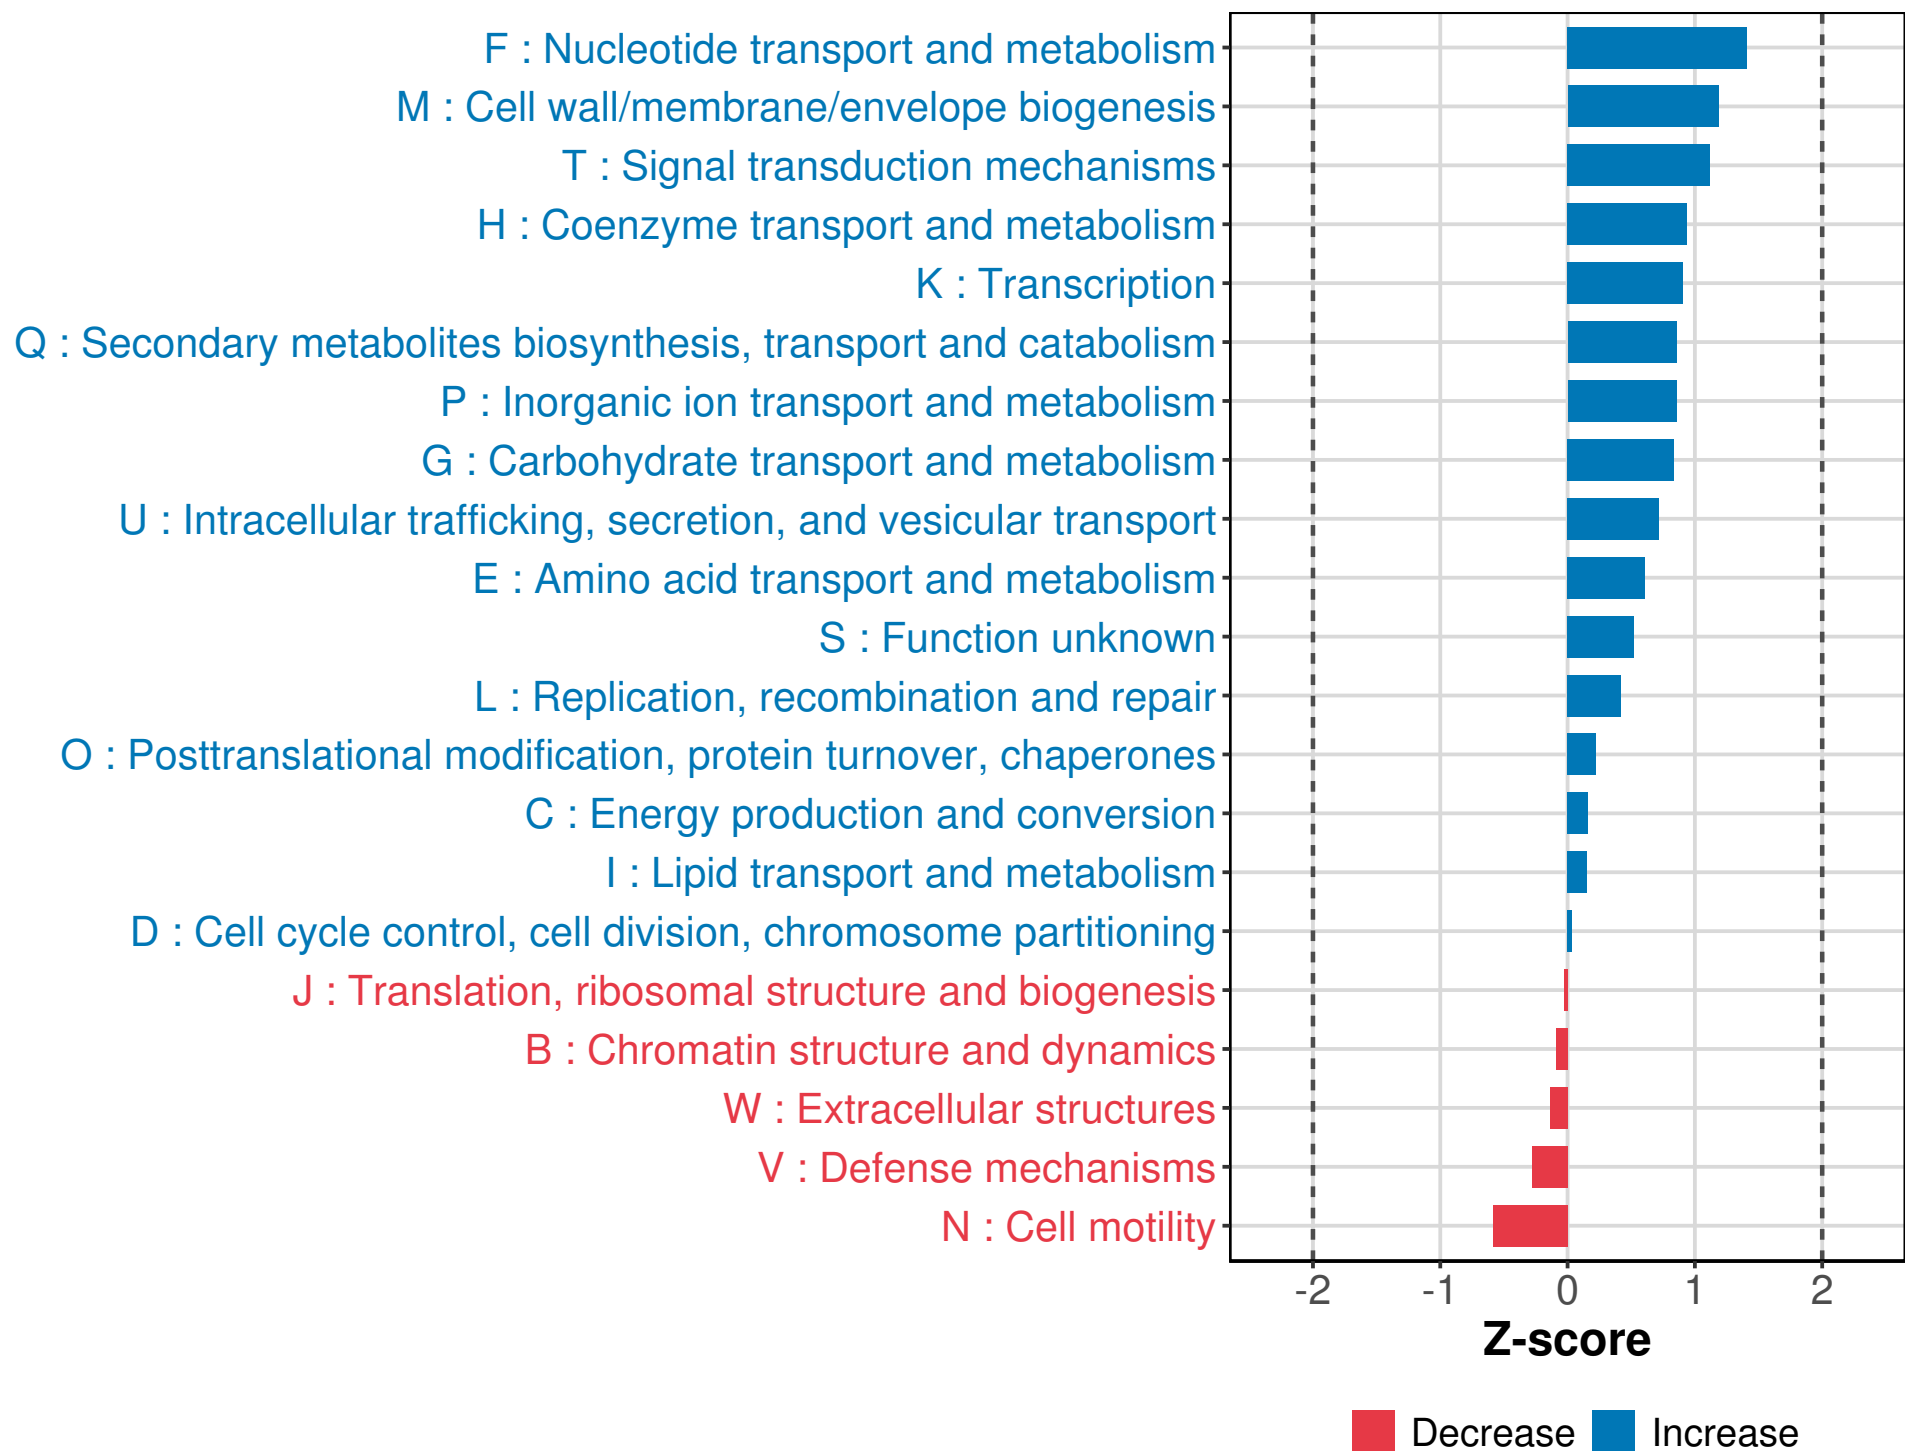 F : Nucleotide transport and metabolism
M : Cell wall/membrane/envelope biogenesis
T : Signal transduction mechanisms
H : Coenzyme transport and metabolism
K : Transcription
Q : Secondary metabolites biosynthesis, transport and catabolism
P : Inorganic ion transport and metabolism
G : Carbohydrate transport and metabolism
U : Intracellular trafficking, secretion, and vesicular transport
E : Amino acid transport and metabolism
S : Function unknown
L : Replication, recombination and repair
O : Posttranslational modification, protein turnover, chaperones
C : Energy production and conversion
I : Lipid transport and metabolism
D : Cell cycle control, cell division, chromosome partitioning
J : Translation, ribosomal structure and biogenesis
B : Chromatin structure and dynamics
W : Extracellular structures
V : Defense mechanisms
N : Cell motility
-2 -1 0 1 2
Z-score
Decrease Increase